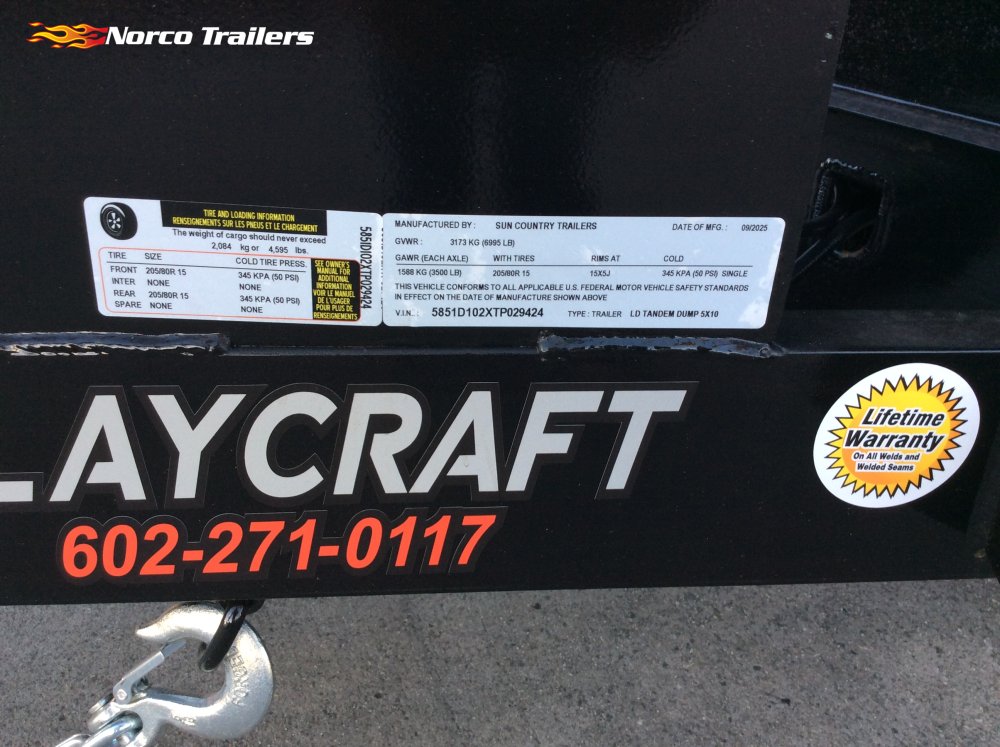 Norco Trailers
TIRE AND LOADING INFORMATION
RENSEIGNEMENTS SUR LES PNEUS ET LE CHARGEMENT
The weight of cargo should never exceed
2,084 kg or 4,595 lbs.
TIRE SIZE COLD TIRE PRESS.
FRONT 205/80R 15 345 KPA (50 PSI)
INTER NONE NONE
REAR 205/80R 15 345 KPA (50 PSI)
SPARE NONE NONE
SEE OWNER'S
MANUAL FOR
ADDITIONAL
INFORMATION
VOIR LE MANUEL
DE L'USAGER
POUR PLUS DE
RENSEIGNEMENTS
5851D102XTP029424
MANUFACTURED BY : SUN COUNTRY TRAILERS DATE OF MFG. : 09/2025
GVWR : 3173 KG (6995 LB)
GAWR (EACH AXLE) WITH TIRES RIMS AT COLD
1588 KG (3500 LB) 205/80R 15 15X5J 345 KPA (50 PSI) SINGLE
THIS VEHICLE CONFORMS TO ALL APPLICABLE U.S. FEDERAL MOTOR VEHICLE SAFETY STANDARDS
IN EFFECT ON THE DATE OF MANUFACTURE SHOWN ABOVE
V.I.N. : 5851D102XTP029424 TYPE : TRAILER LD TANDEM DUMP 5X10
LAYCRAFT
602-271-0117
Lifetime
Warranty
On All Welds and
Welded Seams